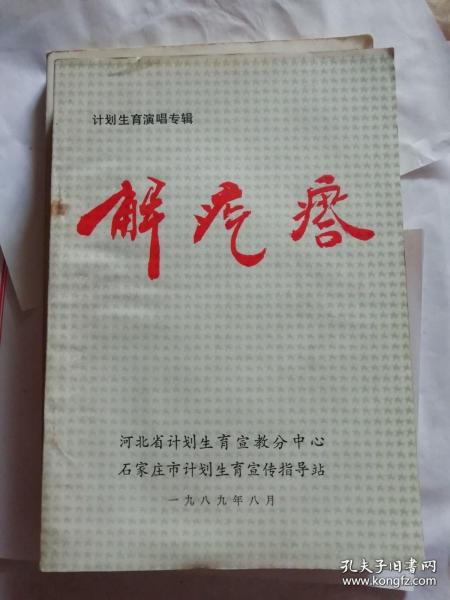 计划生育演唱专辑
解疙瘩
河北省计划生育宣教分中心
石家庄市计划生育宣传指导站
一九八九年八月
孔夫子旧书网
www.kongfz.com